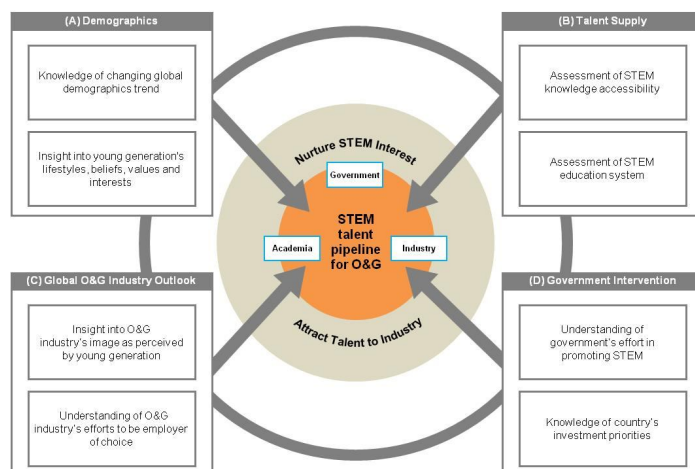 (A) Demographics
Knowledge of changing global
demographics trend
Insight into young generation's
lifestyles, beliefs, values and
interests
(B) Talent Supply
Assessment of STEM
knowledge accessibility
Assessment of STEM
education system
Nurture STEM Interest
Government
STEM
talent
pipeline
for O&G
Academia
Industry
Attract Talent to Industry
(C) Global O&G Industry Outlook
Insight into O&G
industry's image as perceived
by young generation
Understanding of O&G
industry's efforts to be employer
of choice
(D) Government Intervention
Understanding of
government's effort in
promoting STEM
Knowledge of country's
investment priorities